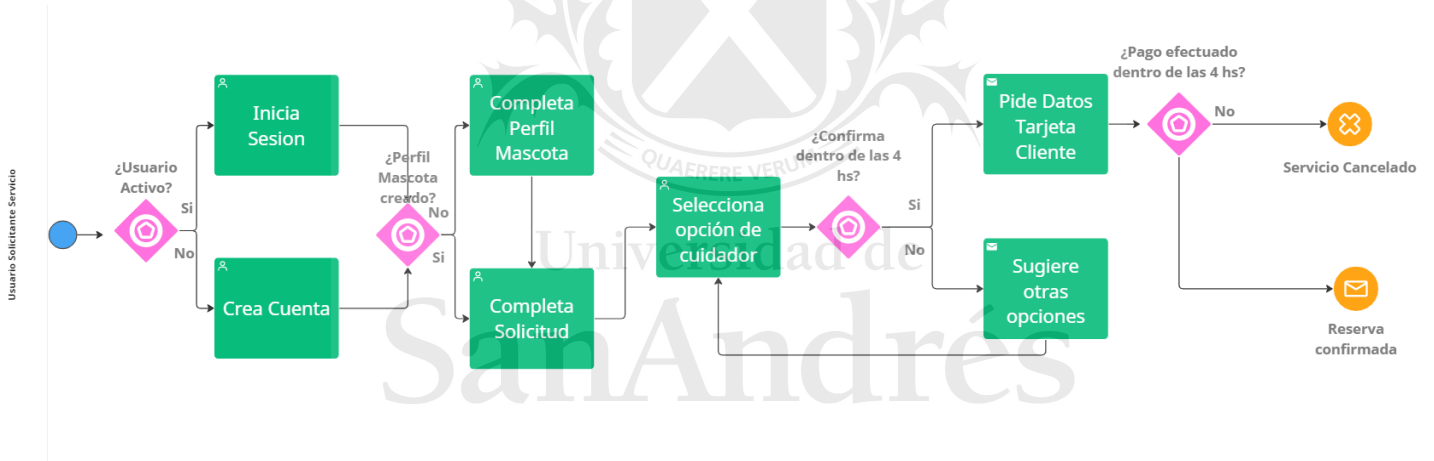 Usuario Solicitante Servicio
¿Usuario
Activo?
Si
No
Inicia
Sesion
Crea Cuenta
¿Perfil
Mascota
creado?
No
Si
Completa
Perfil
Mascota
Completa
Solicitud
Selecciona
opción de
cuidador
¿Confirma
dentro de las 4
hs?
Si
No
Pide Datos
Tarjeta
Cliente
Sugiere
otras
opciones
¿Pago efectuado
dentro de las 4 hs?
No
Servicio Cancelado
Reserva
confirmada
QUAERERE VERUM
Universidad de
SanAndrés